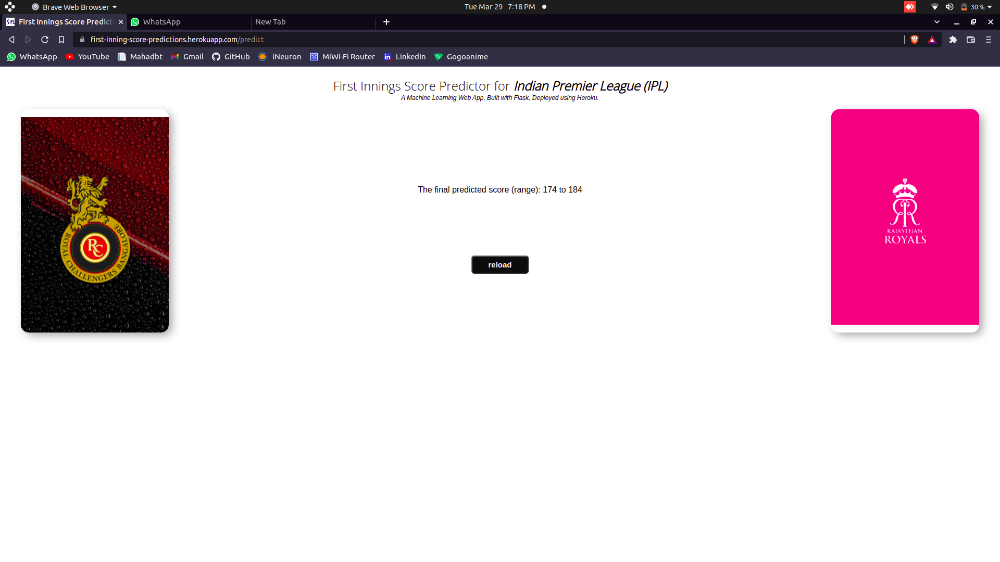 Brave Web Browser
Tue Mar 29 7:18 PM
30 %
First Innings Score Predict
WhatsApp
New Tab
first-inning-score-predictions.herokuapp.com/predict
WhatsApp
YouTube
Mahadbt
Gmail
GitHub
iNeuron
MiWi-Fi Router
LinkedIn
Gogoanime
First Innings Score Predictor for Indian Premier League (IPL)
A Machine Learning Web App, Built with Flask, Deployed using Heroku.
ROYAL CHALLENGERS BANGALORE
RC
The final predicted score (range): 174 to 184
reload
RAJASTHAN
ROYALS